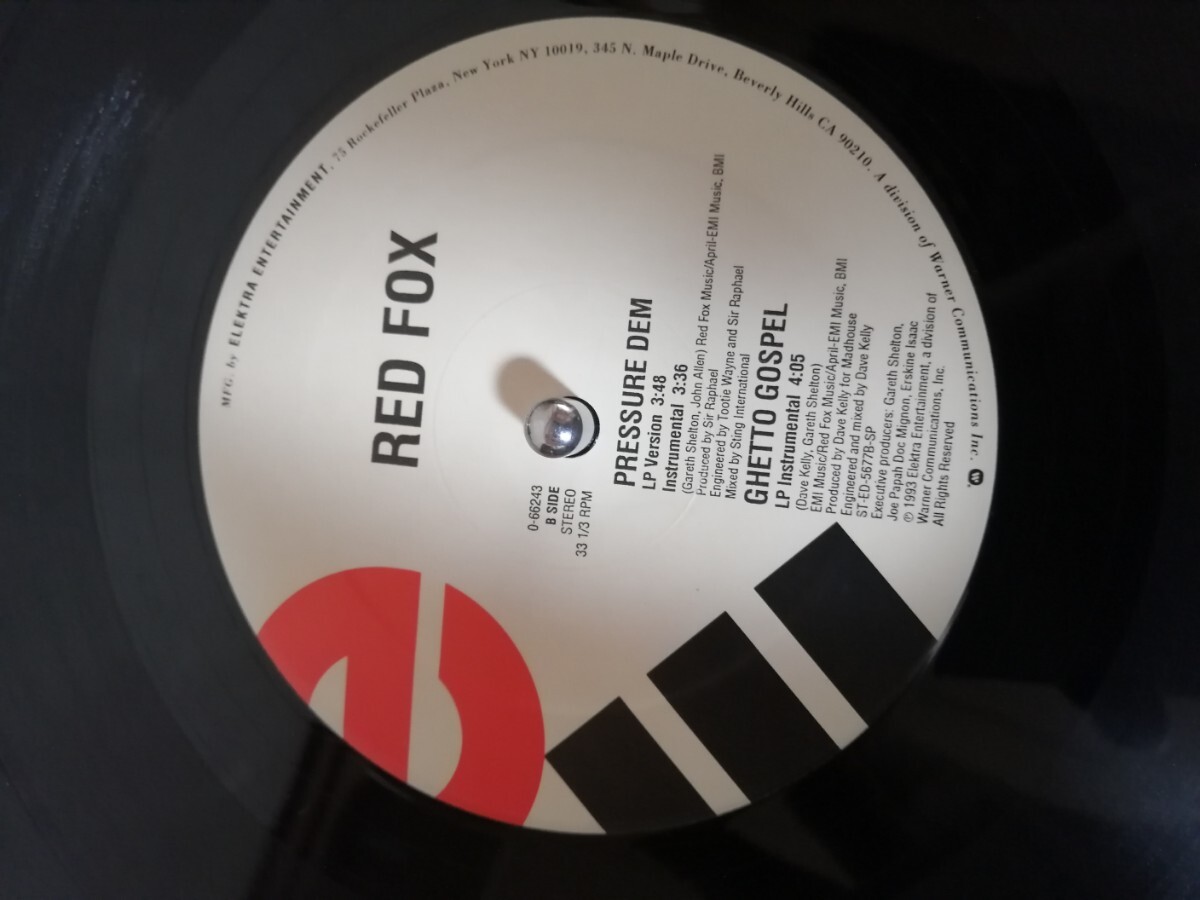 RED FOX
0-66243
B SIDE
STEREO
33 1/3 RPM
PRESSURE DEM
LP Version 3:48
Instrumental 3:36
(Gareth Shelton, John Allen) Red Fox Music/April-EMI Music, BMI
Produced by Sir Raphael
Engineered by Tootie Wayne and Sir Raphael
Mixed by Sting International
GHETTO GOSPEL
LP Instrumental 4:05
(Dave Kelly, Gareth Shelton)
EMI Music/Red Fox Music/April-EMI Music, BMI
Produced by Dave Kelly for Madhouse
Engineered and mixed by Dave Kelly
ST-ED-5677B-SP
Executive producers: Gareth Shelton,
Joe Papah Doc Mignon, Erskine Isaac
℗ 1993 Elektra Entertainment, a division of
Warner Communications, Inc.
All Rights Reserved
MFG. by ELEKTRA ENTERTAINMENT, 75 Rockefeller Plaza, New York NY 10019, 345 N. Maple Drive, Beverly Hills CA 90210. A division of Warner Communications Inc.